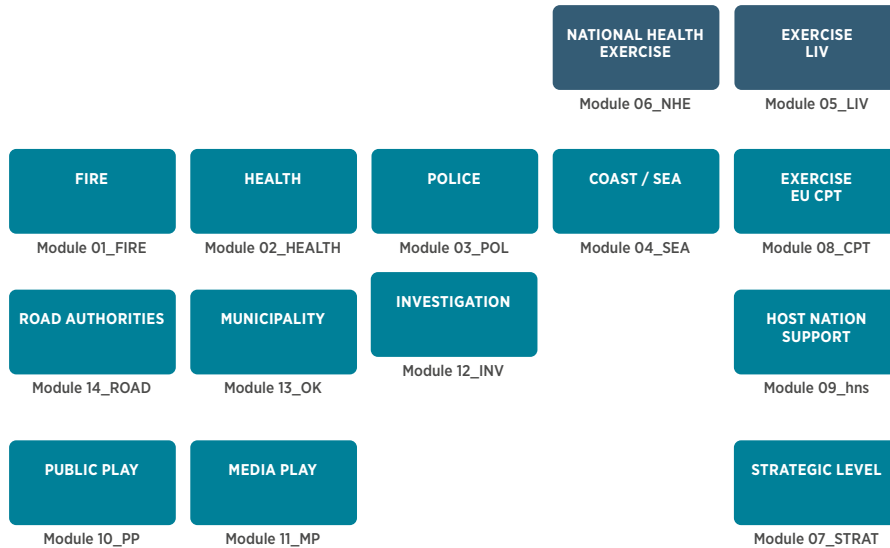 NATIONAL HEALTH
EXERCISE
Module 06_NHE
EXERCISE
LIV
Module 05_LIV
FIRE
Module 01_FIRE
HEALTH
Module 02_HEALTH
POLICE
Module 03_POL
COAST / SEA
Module 04_SEA
EXERCISE
EU CPT
Module 08_CPT
ROAD AUTHORITIES
Module 14_ROAD
MUNICIPALITY
Module 13_OK
INVESTIGATION
Module 12_INV
HOST NATION
SUPPORT
Module 09_hns
PUBLIC PLAY
Module 10_PP
MEDIA PLAY
Module 11_MP
STRATEGIC LEVEL
Module 07_STRAT